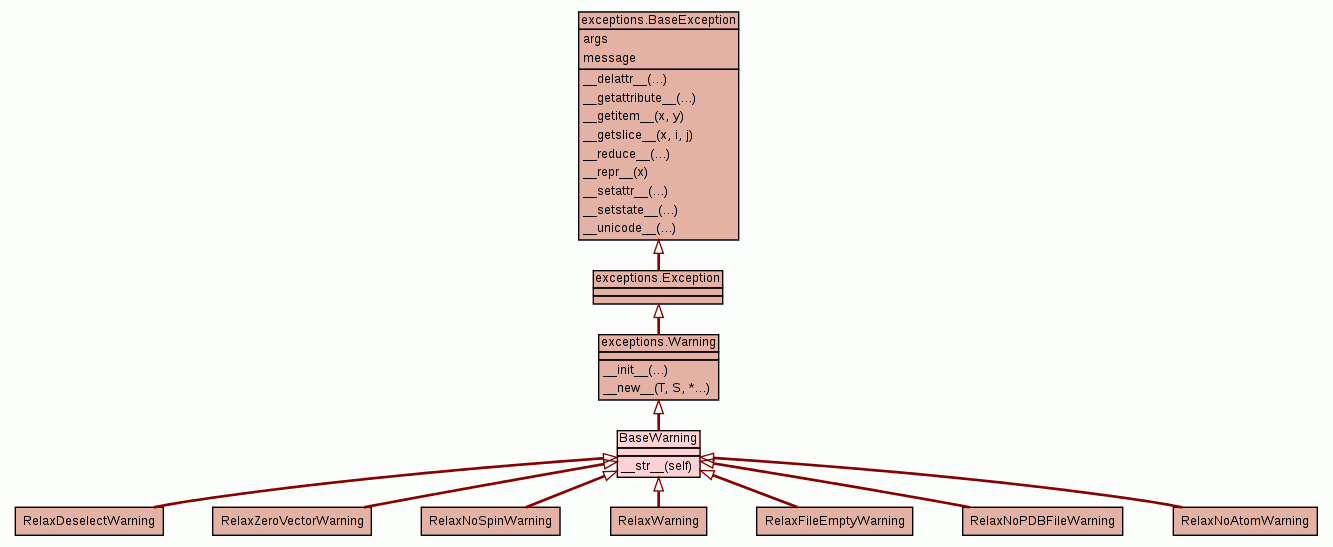 exceptions.BaseException
args
message
__delattr__(...)
__getattribute__(...)
__getitem__(x, y)
__getslice__(x, i, j)
__reduce__(...)
__repr__(x)
__setattr__(...)
__setstate__(...)
__unicode__(...)
exceptions.Exception
exceptions.Warning
__init__(...)
__new__(T, S, *...)
BaseWarning
__str__(self)
RelaxDeselectWarning
RelaxZeroVectorWarning
RelaxNoSpinWarning
RelaxWarning
RelaxFileEmptyWarning
RelaxNoPDBFileWarning
RelaxNoAtomWarning